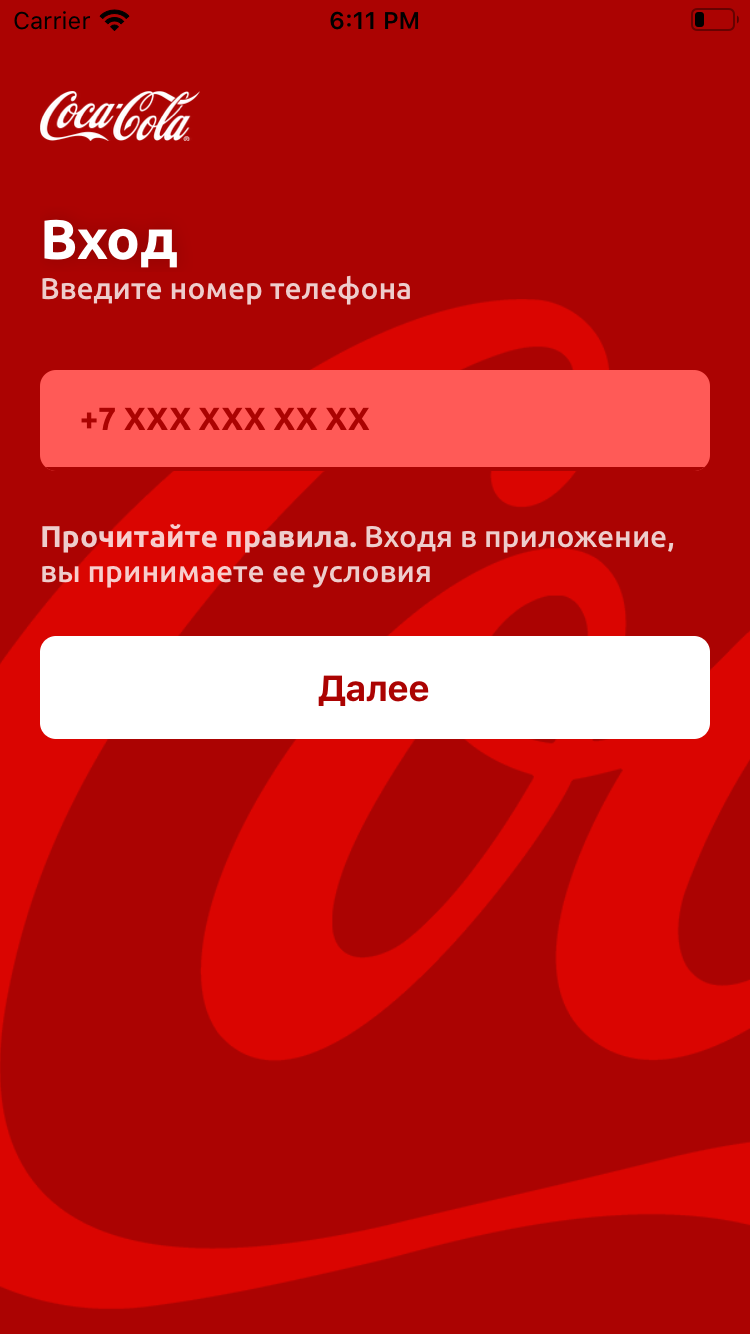 Carrier 6:11 PM
Coca-Cola
Вход
Введите номер телефона
+7 XXX XXX XX XX
Прочитайте правила. Входя в приложение,
вы принимаете ее условия
Далее